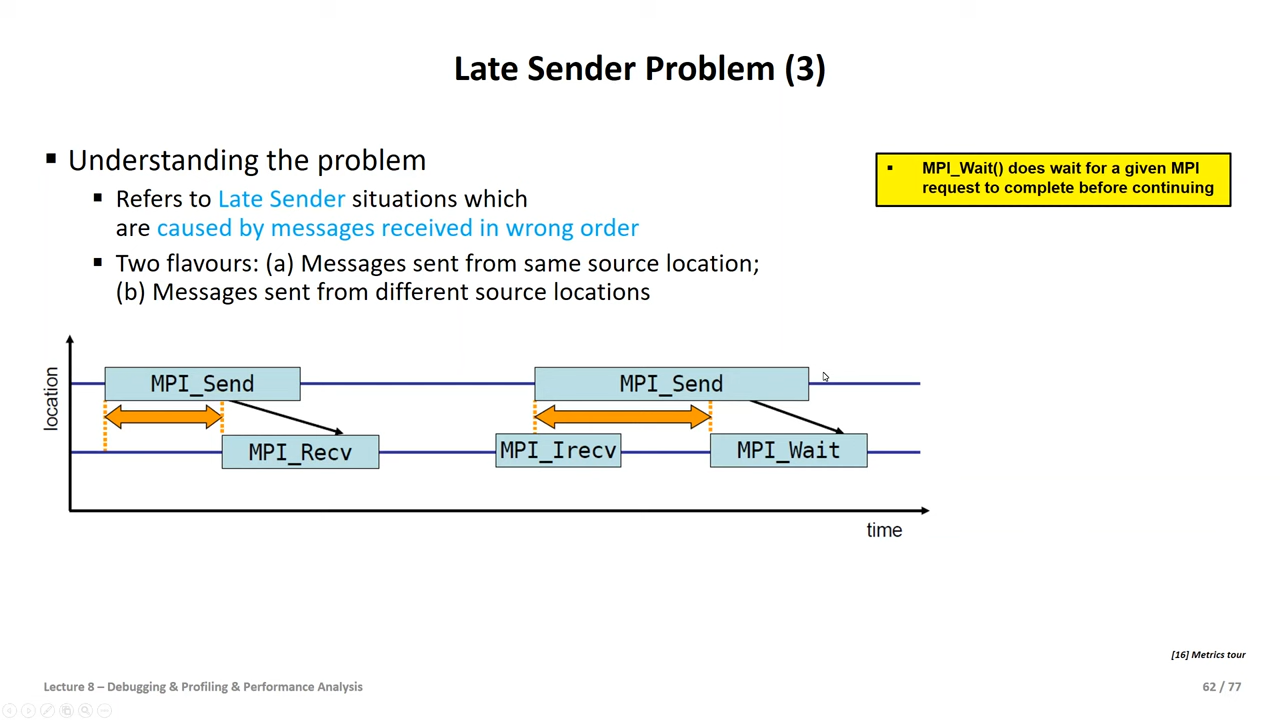 Late Sender Problem (3)
▪ Understanding the problem
▪ Refers to Late Sender situations which
are caused by messages received in wrong order
▪ Two flavours: (a) Messages sent from same source location;
(b) Messages sent from different source locations
▪ MPI_Wait() does wait for a given MPI
request to complete before continuing
location
MPI_Send
MPI_Send
MPI_Recv
MPI_Irecv
MPI_Wait
time
[16] Metrics tour
Lecture 8 – Debugging & Profiling & Performance Analysis
62 / 77